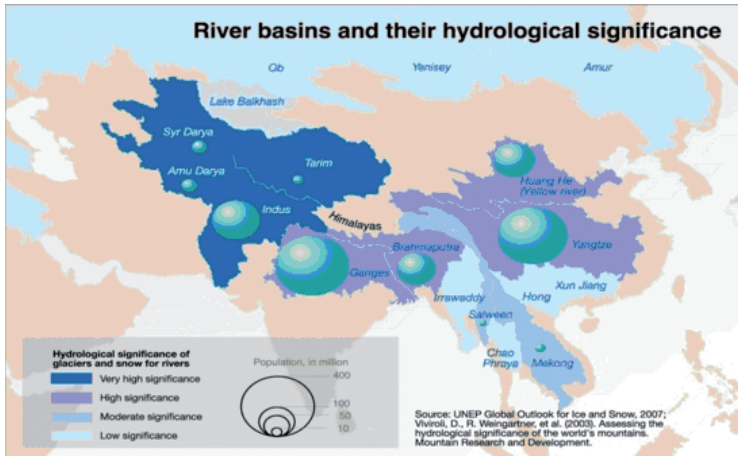 River basins and their hydrological significance
Ob
Yenisey
Amur
Lake Balkhash
Syr Darya
Tarim
Amu Darya
Huang He
(Yellow river)
Indus
Himalayas
Brahmaputra
Yangtze
Ganges
Xun Jiang
Irrawaddy
Hong
Salween
Chao
Phraya
Mekong
Hydrological significance of
glaciers and snow for rivers
Very high significance
High significance
Moderate significance
Low significance
Population, in million
400
100
50
10
Source: UNEP Global Outlook for Ice and Snow, 2007;
Viviroli, D., R. Weingartner, et al. (2003). Assessing the
hydrological significance of the world's mountains.
Mountain Research and Development.